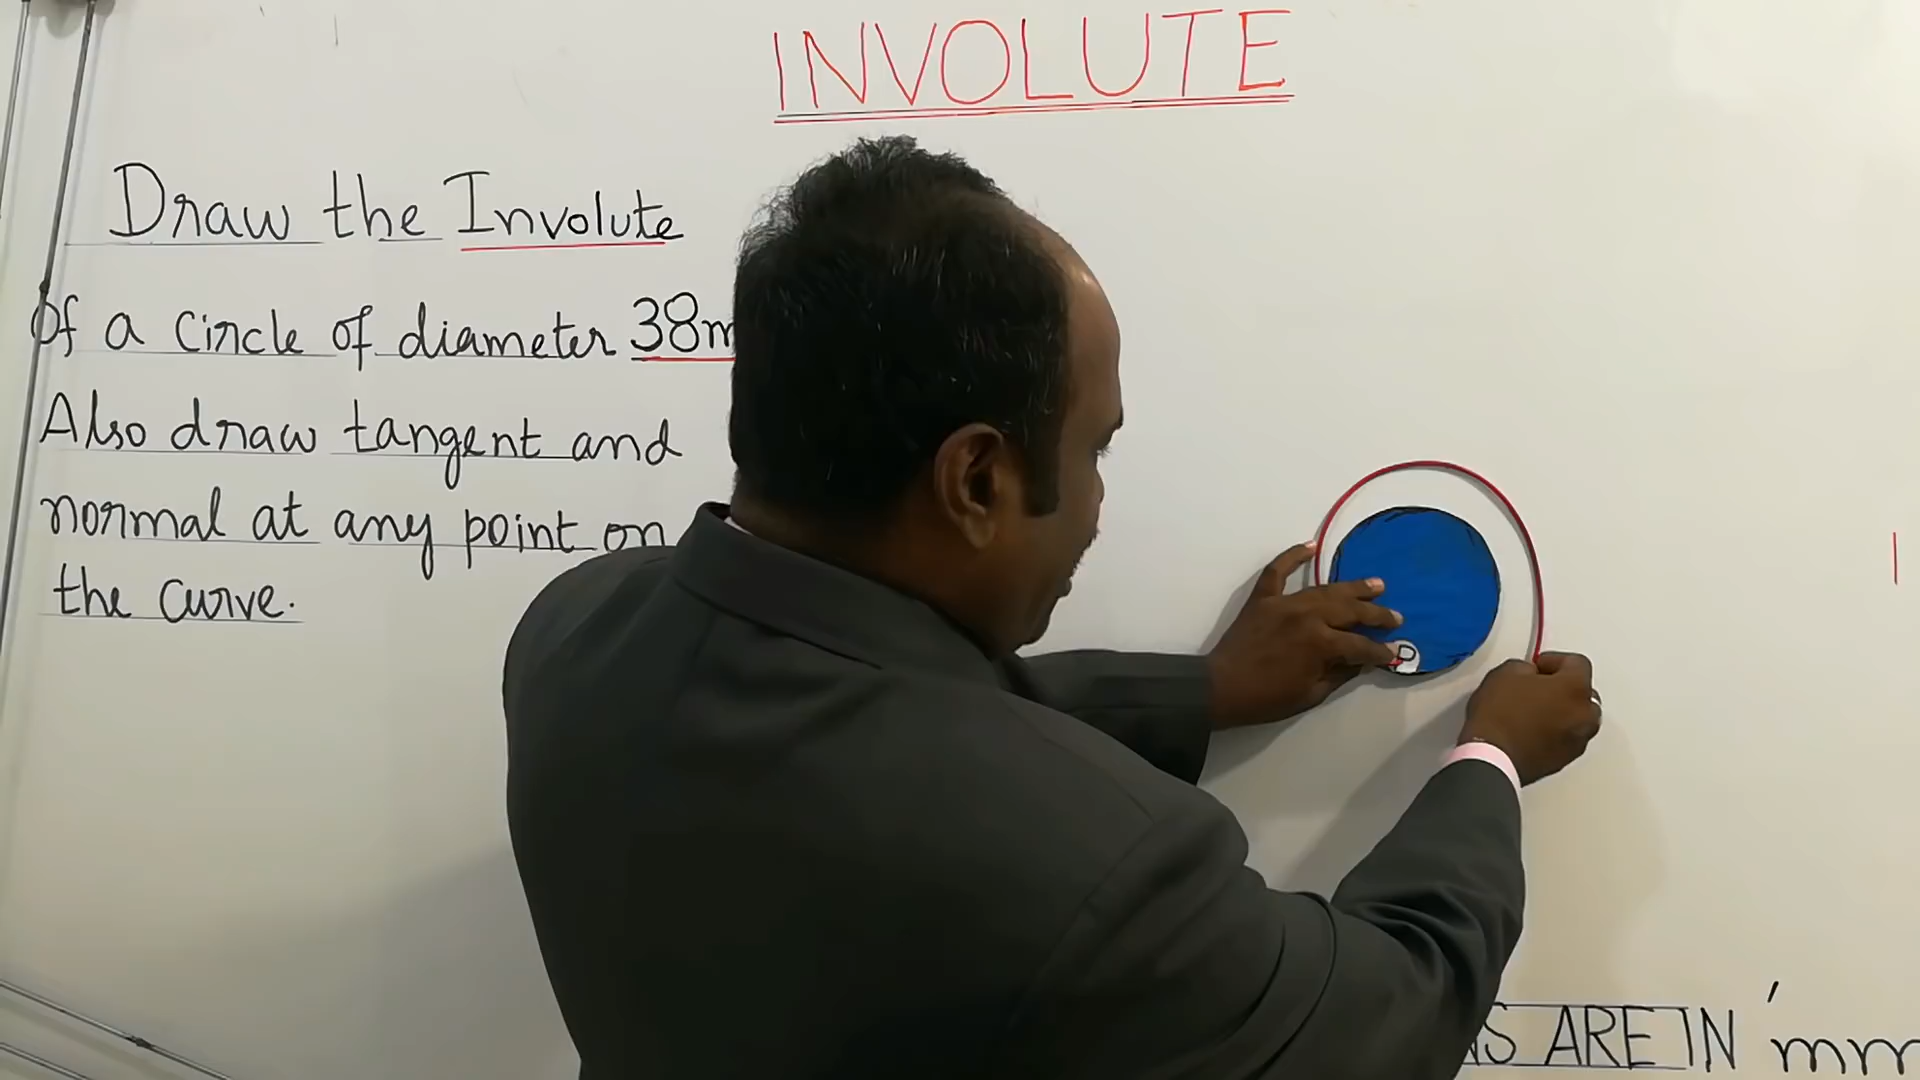 INVOLUTE
Draw the Involute
Of a circle of diameter 38m
Also draw tangent and
normal at any point on
the curve.
P
ARE IN 'mm